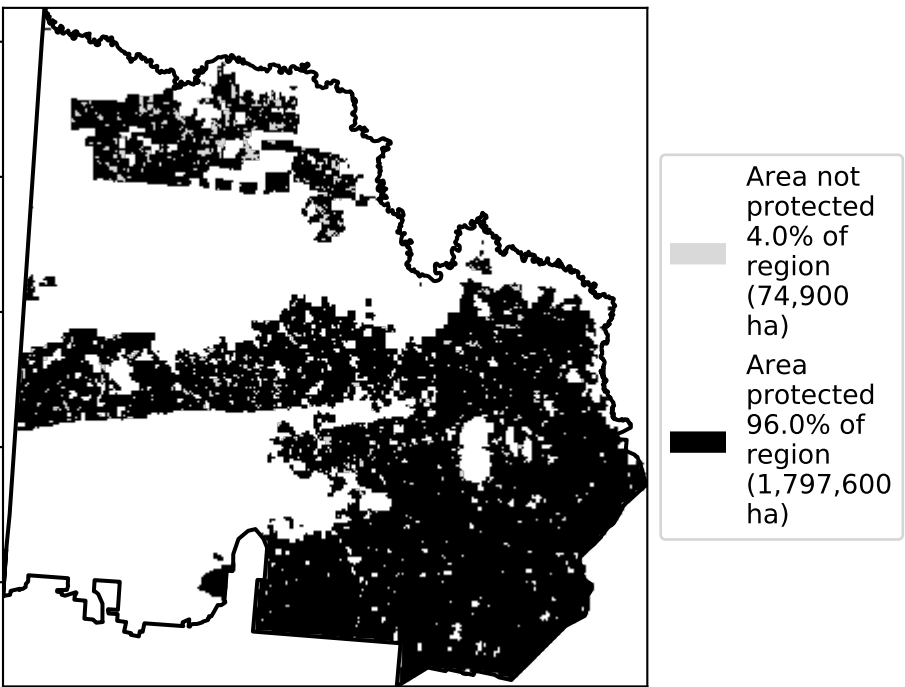 Area not
protected
4.0% of
region
(74,900
ha)
Area
protected
96.0% of
region
(1,797,600
ha)